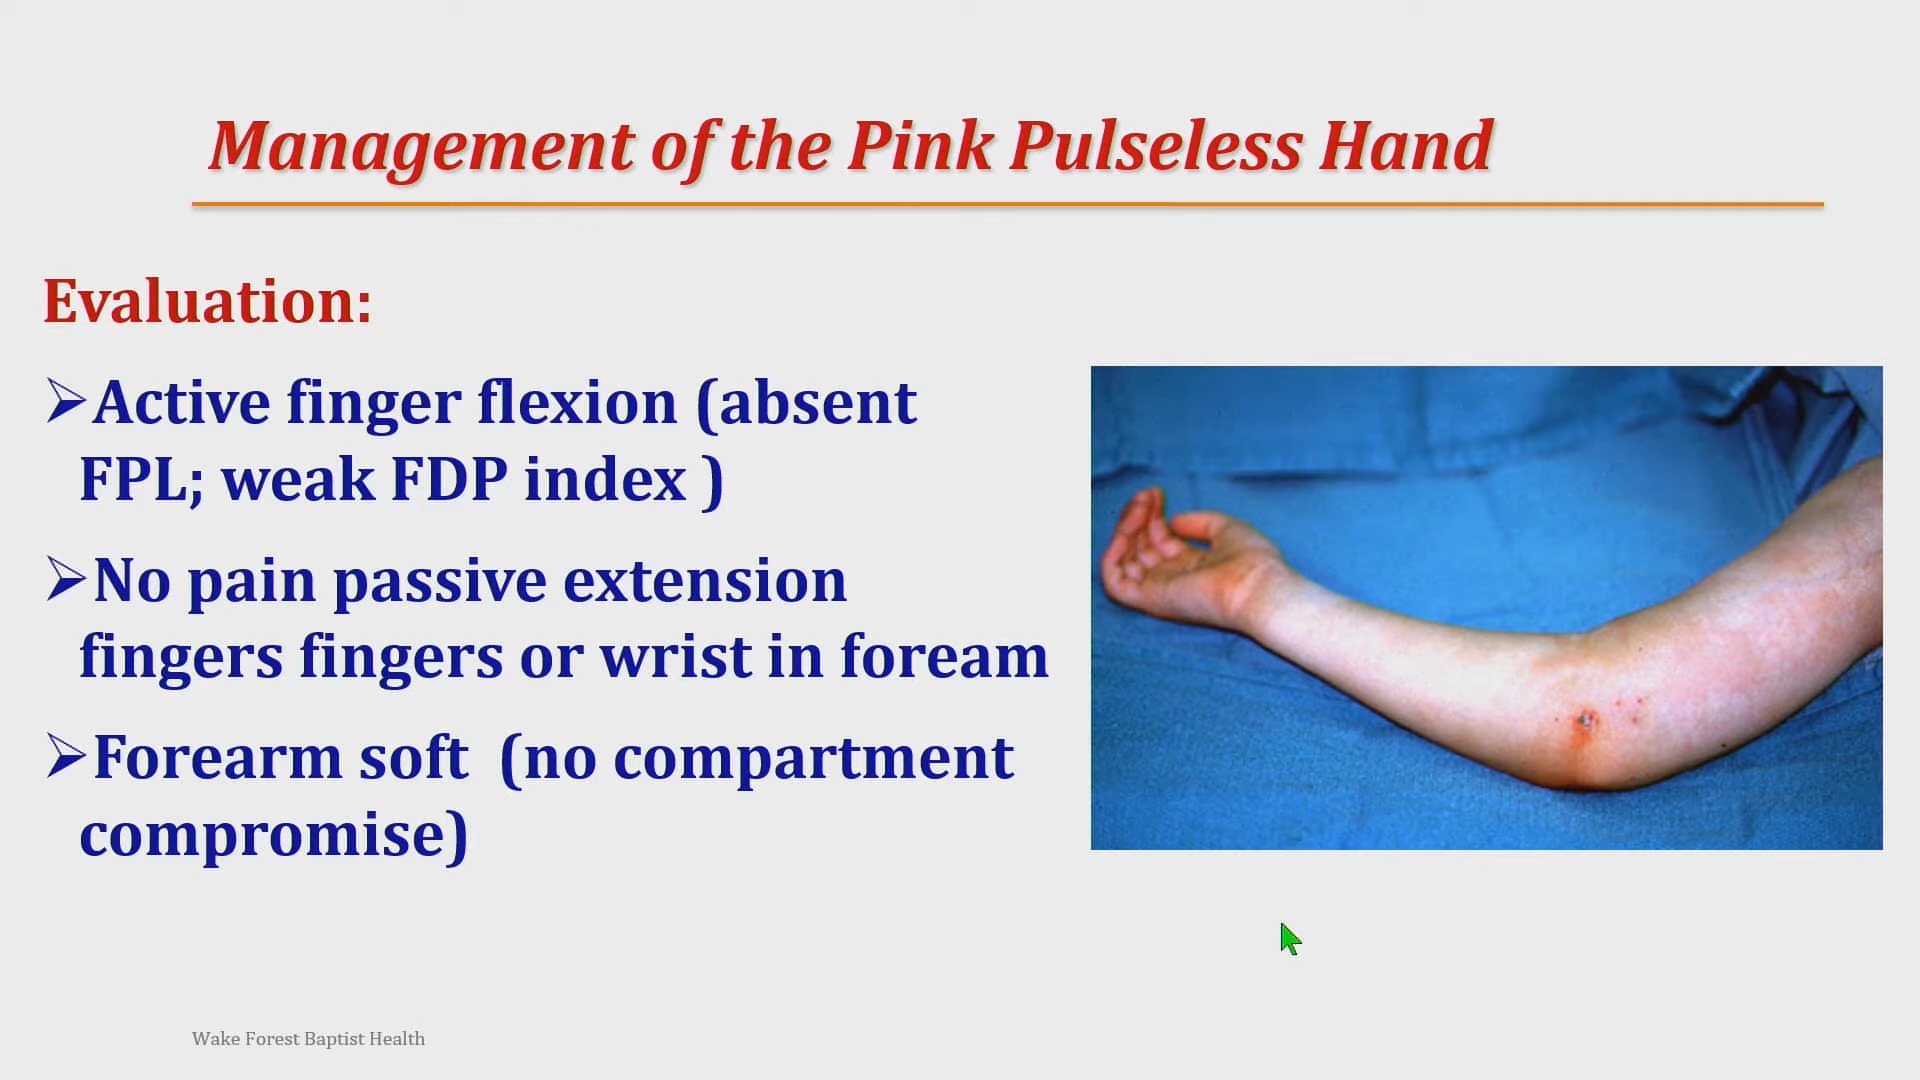 Management of the Pink Pulseless Hand
Evaluation:
➢Active finger flexion (absent
FPL; weak FDP index )
➢No pain passive extension
fingers fingers or wrist in foream
➢Forearm soft  (no compartment
compromise)
Wake Forest Baptist Health